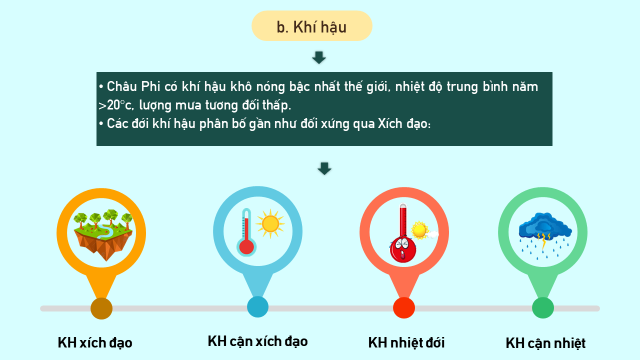 b. Khí hậu
• Châu Phi có khí hậu khô nóng bậc nhất thế giới, nhiệt độ trung bình năm
>20°c, lượng mưa tương đối thấp.
• Các đới khí hậu phân bố gần như đối xứng qua Xích đạo:
KH xích đạo
KH cận xích đạo
KH nhiệt đới
KH cận nhiệt